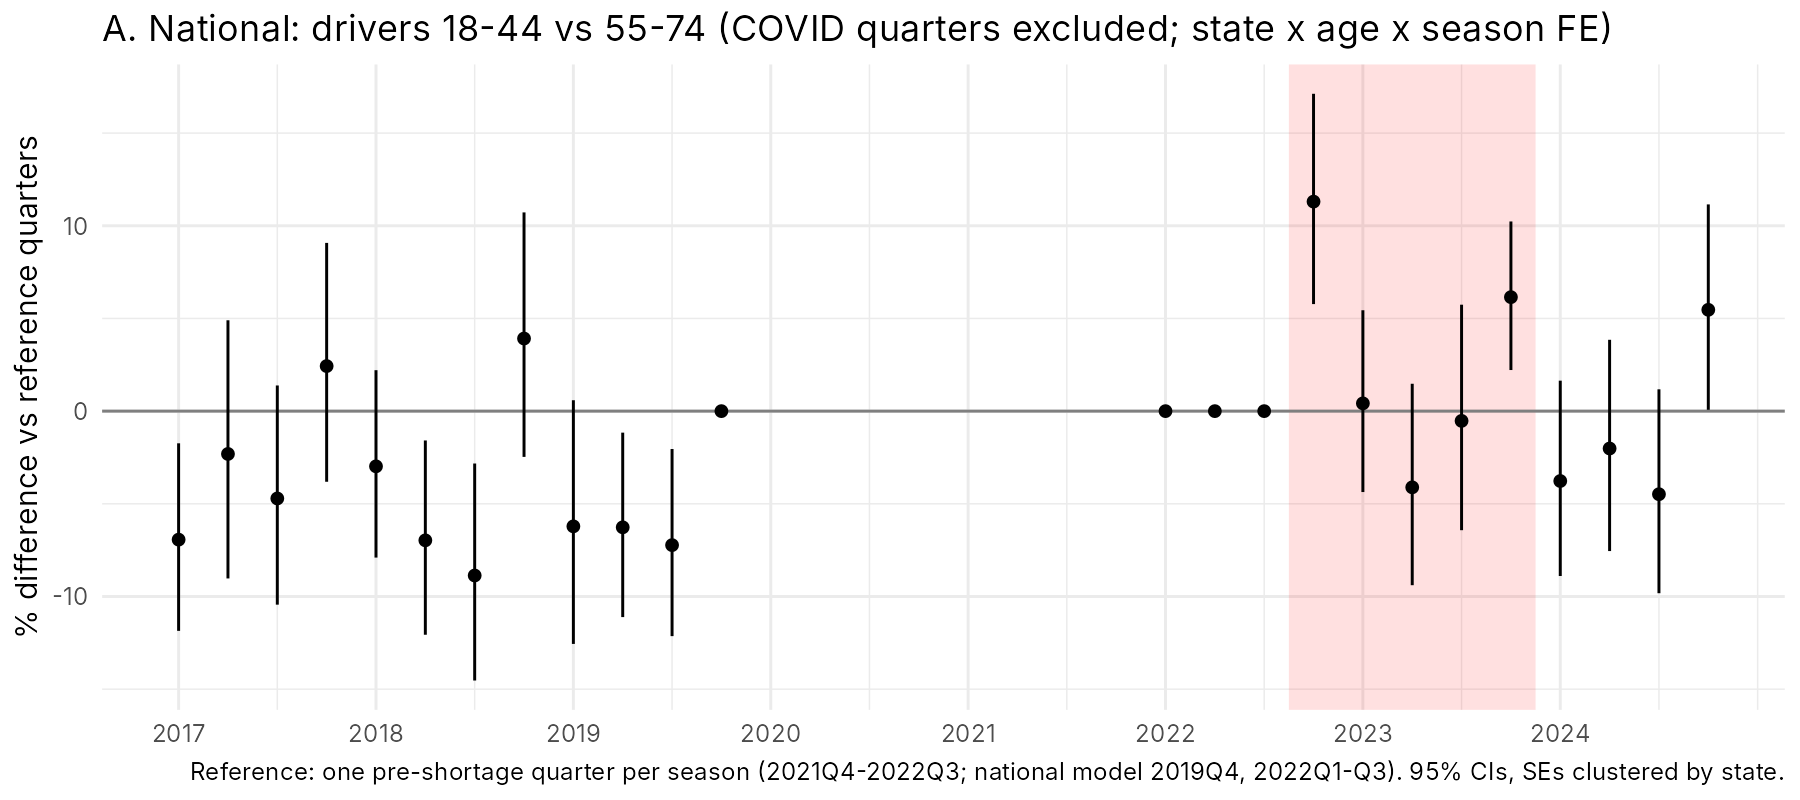 A. National: drivers 18-44 vs 55-74 (COVID quarters excluded; state x age x season FE)
% difference vs reference quarters
10
0
-10
2017 2018 2019 2020 2021 2022 2023 2024
Reference: one pre-shortage quarter per season (2021Q4-2022Q3; national model 2019Q4, 2022Q1-Q3). 95% CIs, SEs clustered by state.